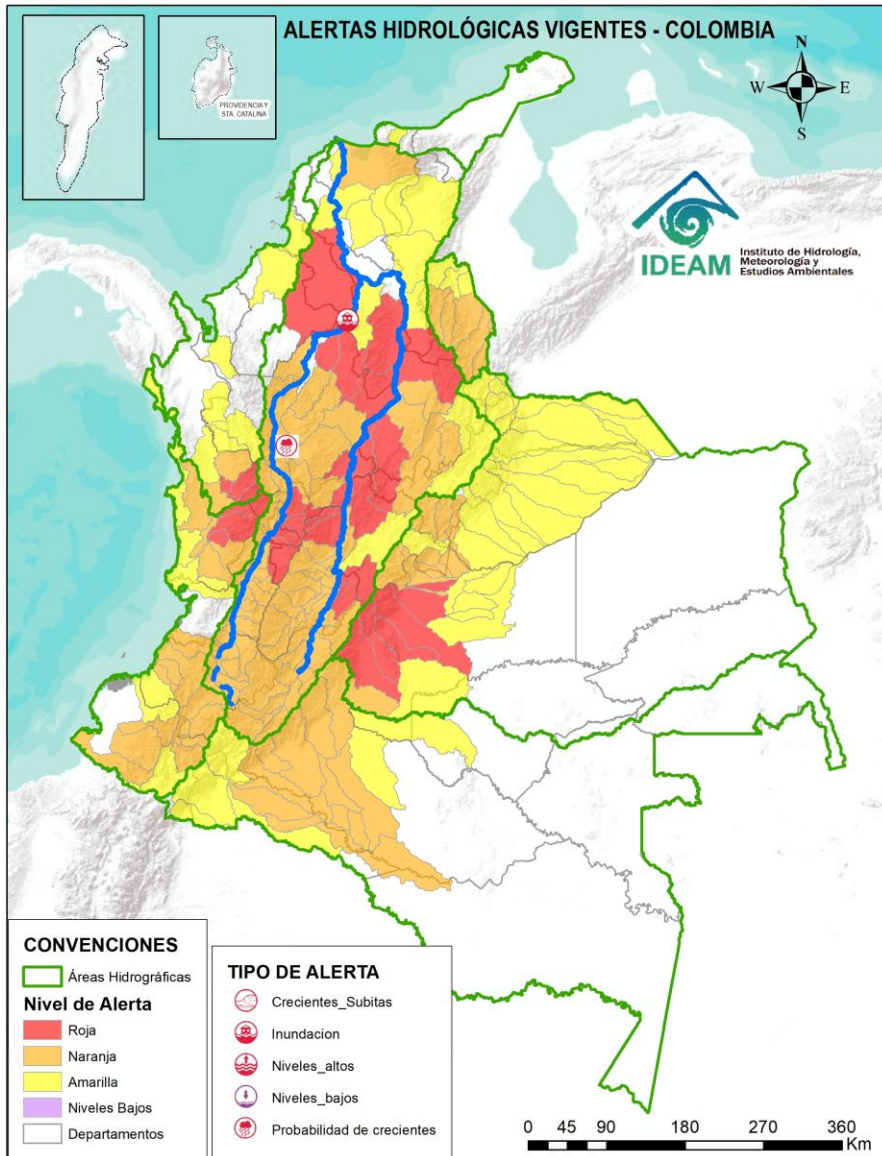 ALERTAS HIDROLÓGICAS VIGENTES - COLOMBIA
PROVIDENCIA Y
STA. CATALINA
N
W
E
S
IDEAM
Instituto de Hidrología,
Meteorología y
Estudios Ambientales
CONVENCIONES
Áreas Hidrográficas
Nivel de Alerta
Roja
Naranja
Amarilla
Niveles Bajos
Departamentos
TIPO DE ALERTA
Crecientes_Subitas
Inundacion
Niveles_altos
Niveles_bajos
Probabilidad de crecientes
0 45 90 180 270 360
Km